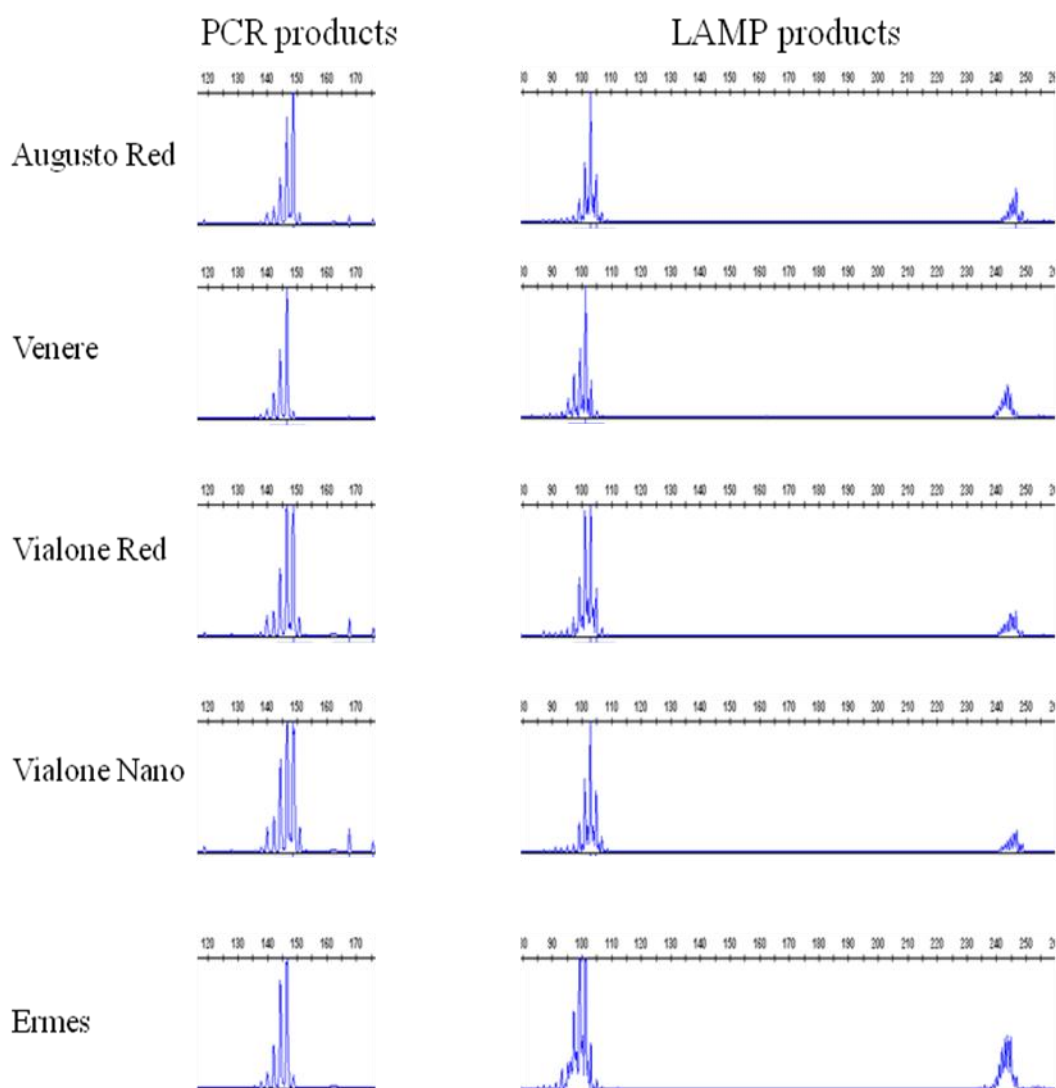 PCR products LAMP products
120 130 140 150 160 170 80 90 100 110 120 130 140 150 160 170 180 190 200 210 220 230 240 250
Augusto Red
120 130 140 150 160 170 80 90 100 110 120 130 140 150 160 170 180 190 200 210 220 230 240 250
Venere
120 130 140 150 160 170 80 90 100 110 120 130 140 150 160 170 180 190 200 210 220 230 240 250
Vialone Red
120 130 140 150 160 170 80 90 100 110 120 130 140 150 160 170 180 190 200 210 220 230 240 250
Vialone Nano
120 130 140 150 160 170 80 90 100 110 120 130 140 150 160 170 180 190 200 210 220 230 240 250
Ermes